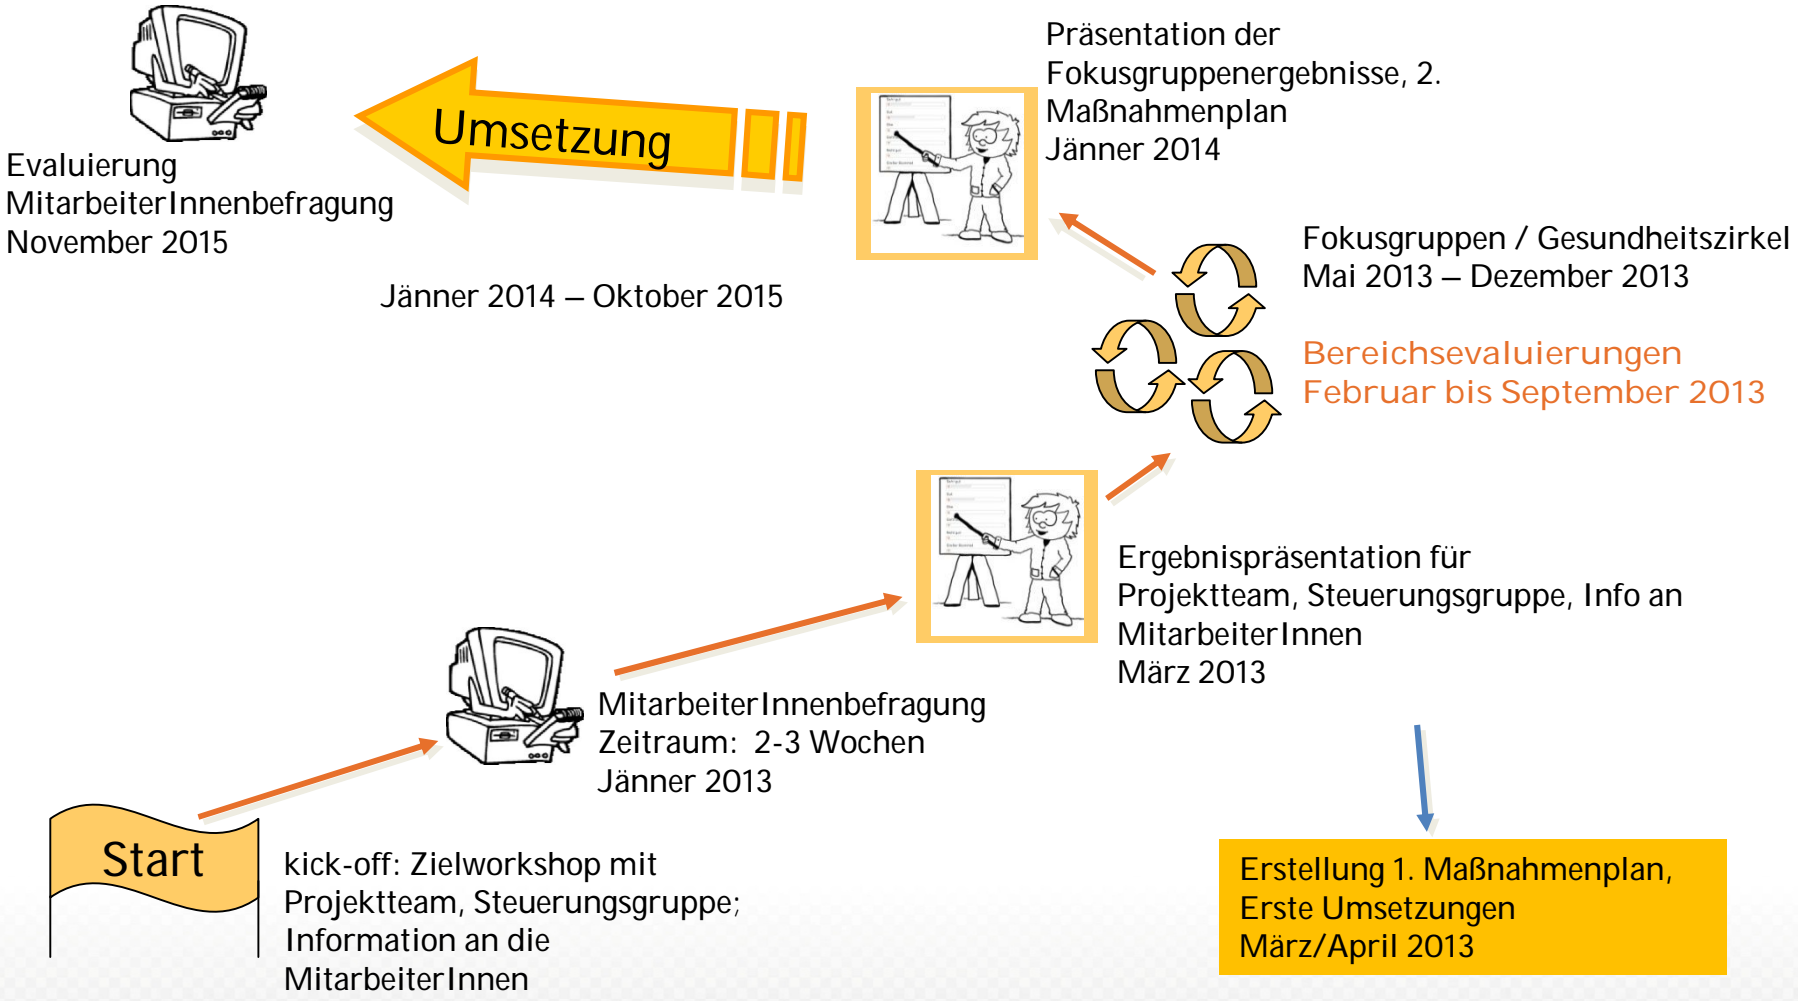 Präsentation der
Fokusgruppenergebnisse, 2.
Maßnahmenplan
Jänner 2014
Umsetzung
Evaluierung
MitarbeiterInnenbefragung
November 2015
Jänner 2014 – Oktober 2015
Fokusgruppen / Gesundheitszirkel
Mai 2013 – Dezember 2013
Bereichsevaluierungen
Februar bis September 2013
Ergebnispräsentation für
Projektteam, Steuerungsgruppe, Info an
MitarbeiterInnen
März 2013
MitarbeiterInnenbefragung
Zeitraum: 2-3 Wochen
Jänner 2013
Start
kick-off: Zielworkshop mit
Projektteam, Steuerungsgruppe;
Information an die
MitarbeiterInnen
Erstellung 1. Maßnahmenplan,
Erste Umsetzungen
März/April 2013